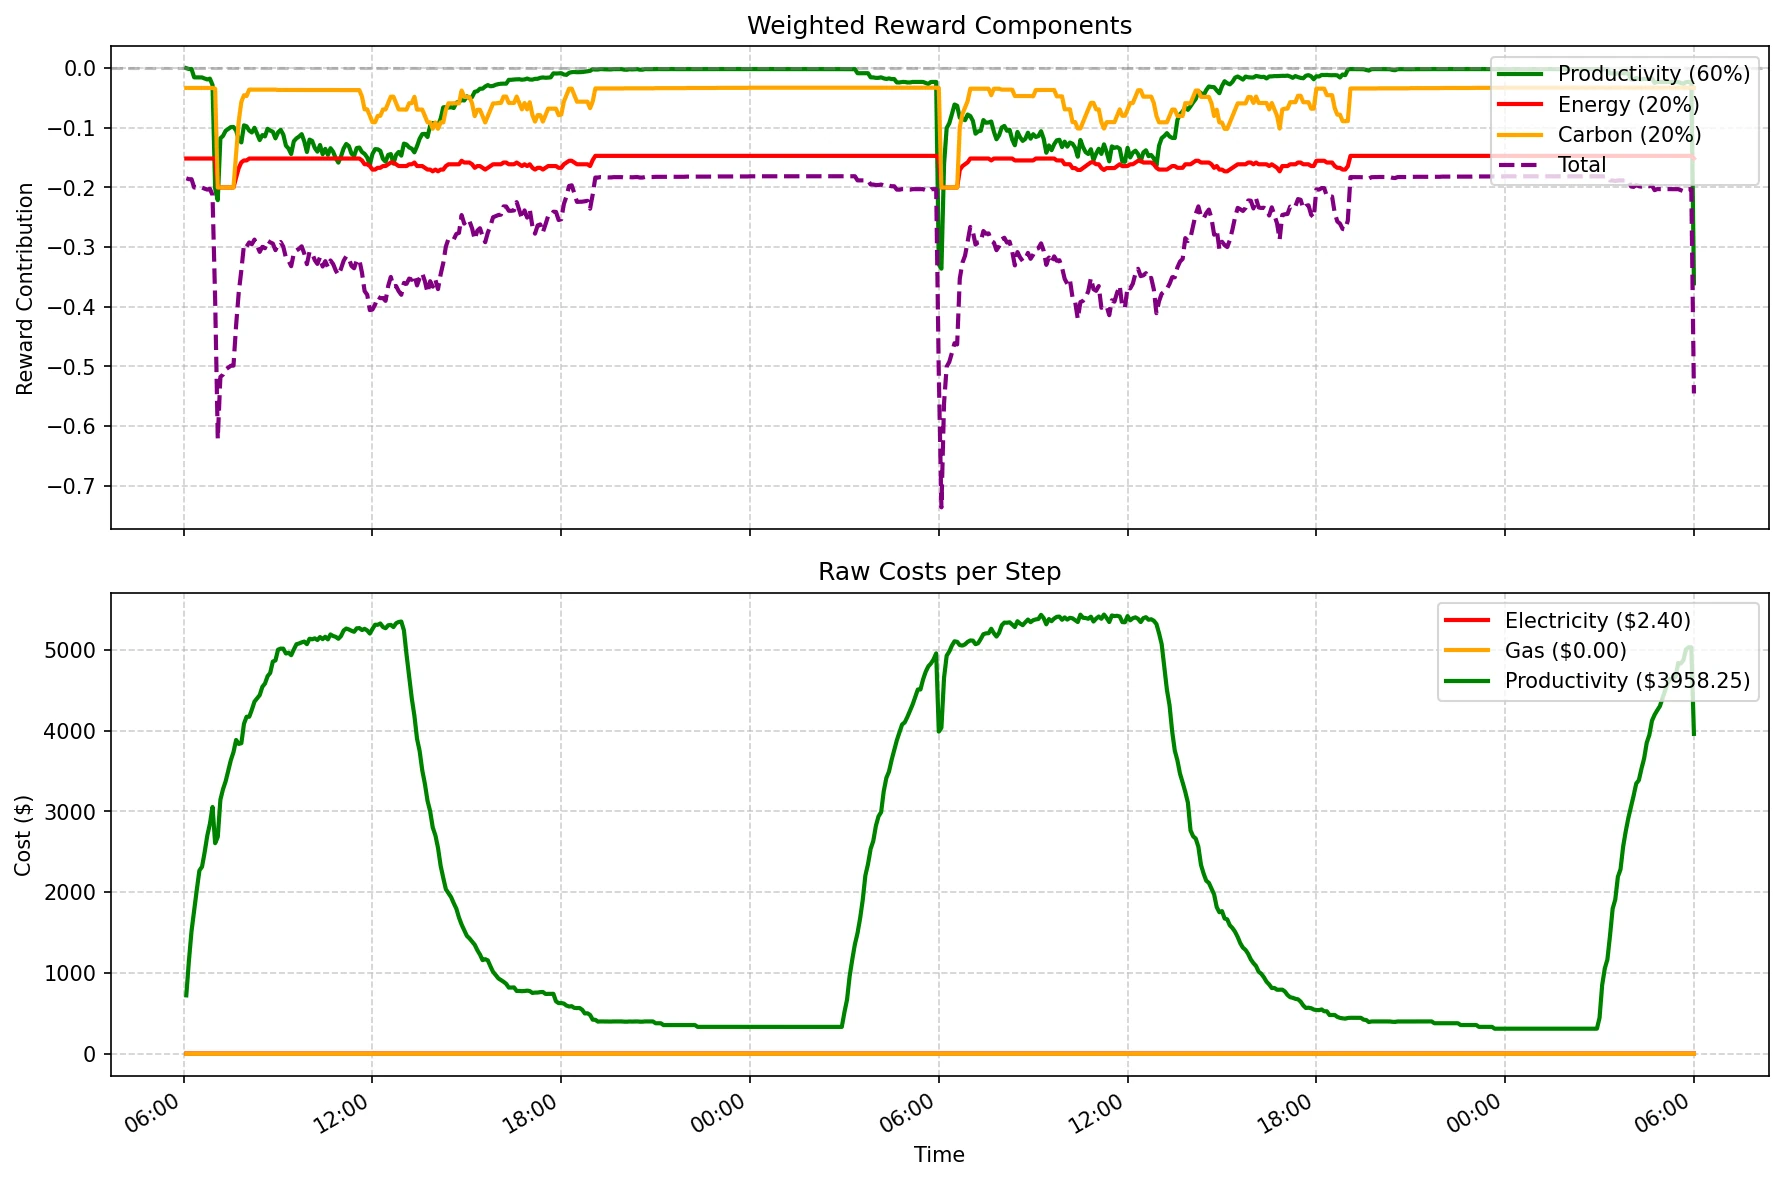 Weighted Reward Components
Reward Contribution
0.0
−0.1
−0.2
−0.3
−0.4
−0.5
−0.6
−0.7
Productivity (60%)
Energy (20%)
Carbon (20%)
Total
Raw Costs per Step
Cost ($)
5000
4000
3000
2000
1000
0
Electricity ($2.40)
Gas ($0.00)
Productivity ($3958.25)
06:00 12:00 18:00 00:00 06:00 12:00 18:00 00:00 06:00
Time